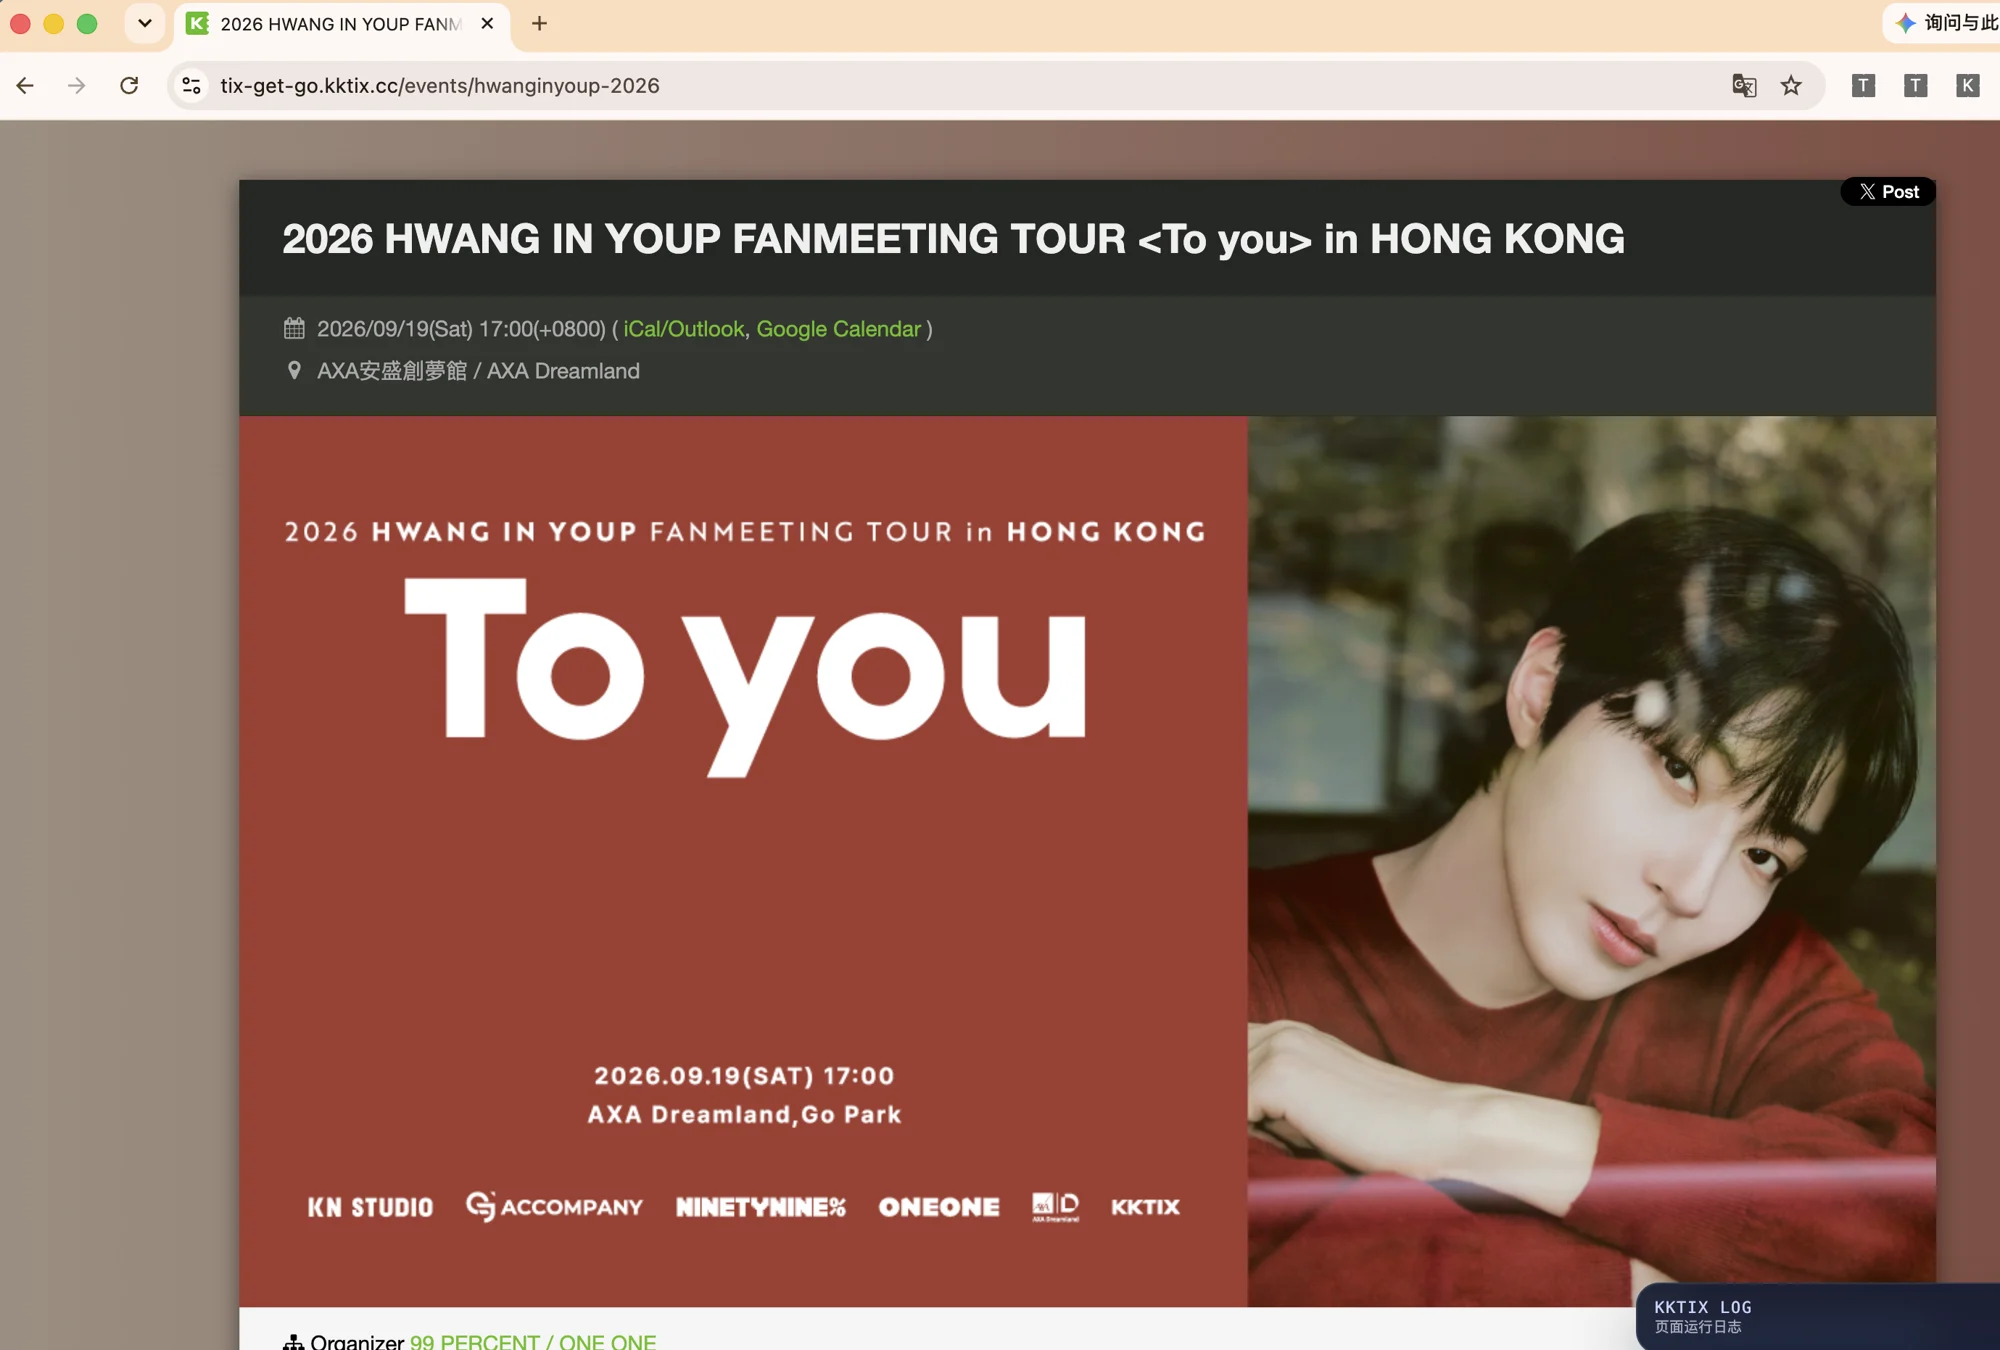 2026 HWANG IN YOUP FANM
询问与此
tix-get-go.kktix.cc/events/hwanginyoup-2026
T T K
Post
2026 HWANG IN YOUP FANMEETING TOUR <To you> in HONG KONG
2026/09/19(Sat) 17:00(+0800) ( iCal/Outlook, Google Calendar )
AXA安盛創夢館 / AXA Dreamland
2026 HWANG IN YOUP FANMEETING TOUR in HONG KONG
To you
2026.09.19(SAT) 17:00
AXA Dreamland,Go Park
KN STUDIO ACCOMPANY NINETYNINE% ONEONE AXA Dreamland KKTIX
KKTIX LOG
页面运行日志
Organizer 99 PERCENT / ONE ONE